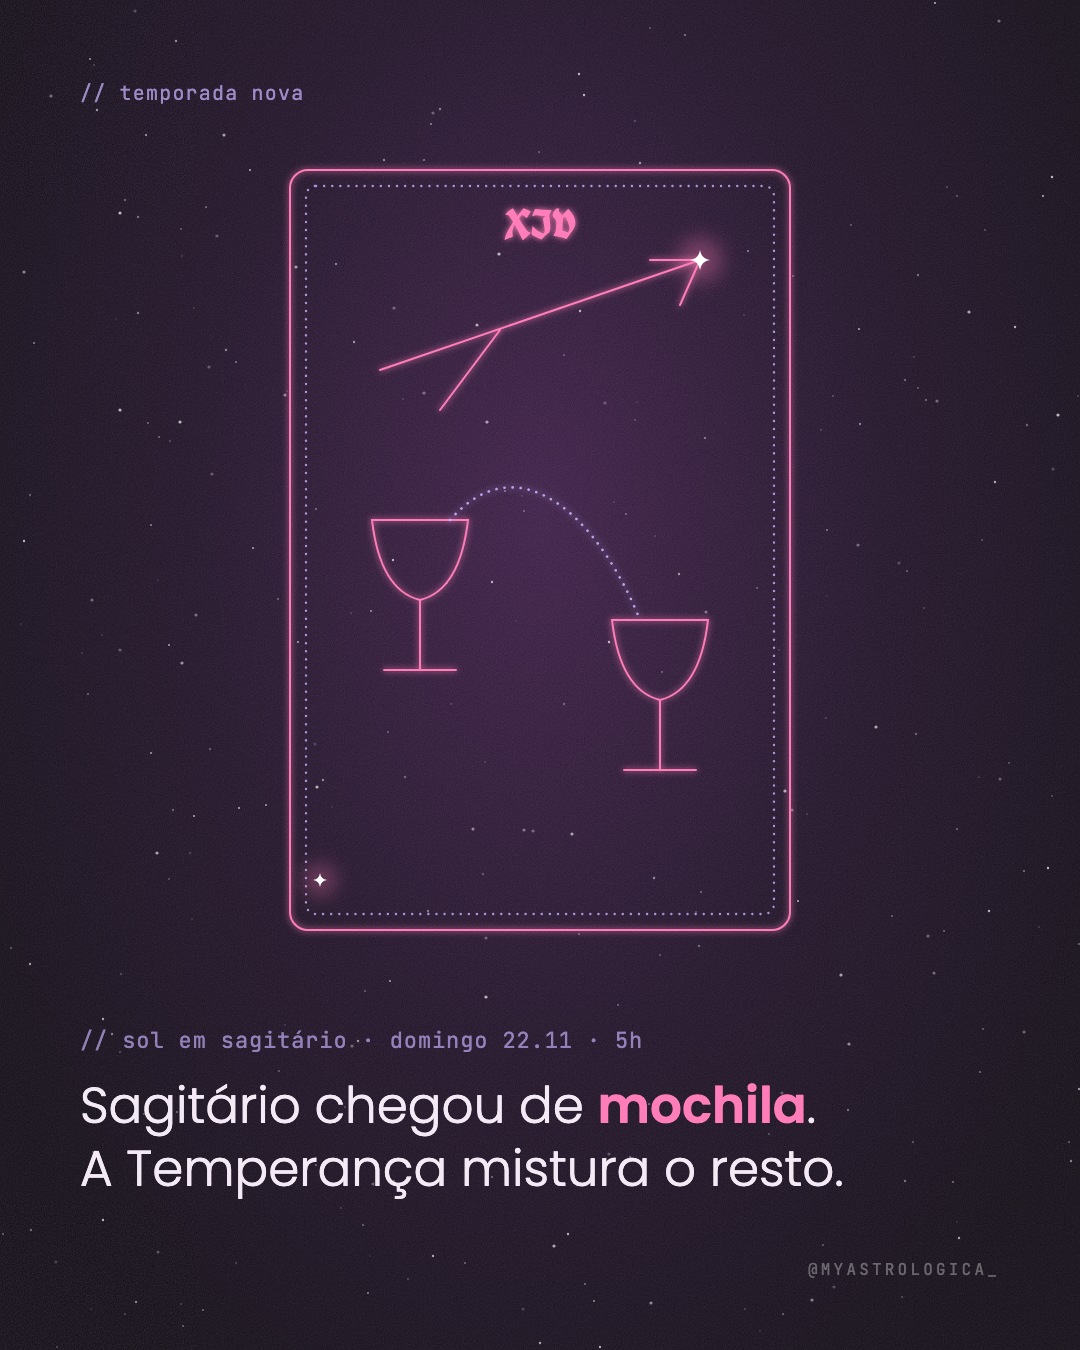 // temporada nova
XIV
// sol em sagitário · domingo 22.11 · 5h
Sagitário chegou de mochila.
A Temperança mistura o resto.
@MYASTROLOGICA_